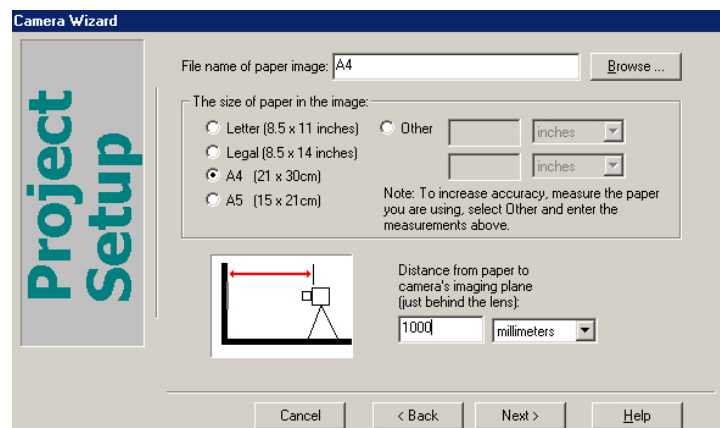 Camera Wizard
Project
Setup
File name of paper image: A4 Browse ...
The size of paper in the image:
Letter (8.5 x 11 inches) Other inches
Legal (8.5 x 14 inches)
inches
A4 (21 x 30cm)
A5 (15 x 21cm)
Note: To increase accuracy, measure the paper
you are using, select Other and enter the
measurements above.
Distance from paper to
camera's imaging plane
(just behind the lens):
1000 millimeters
Cancel < Back Next > Help